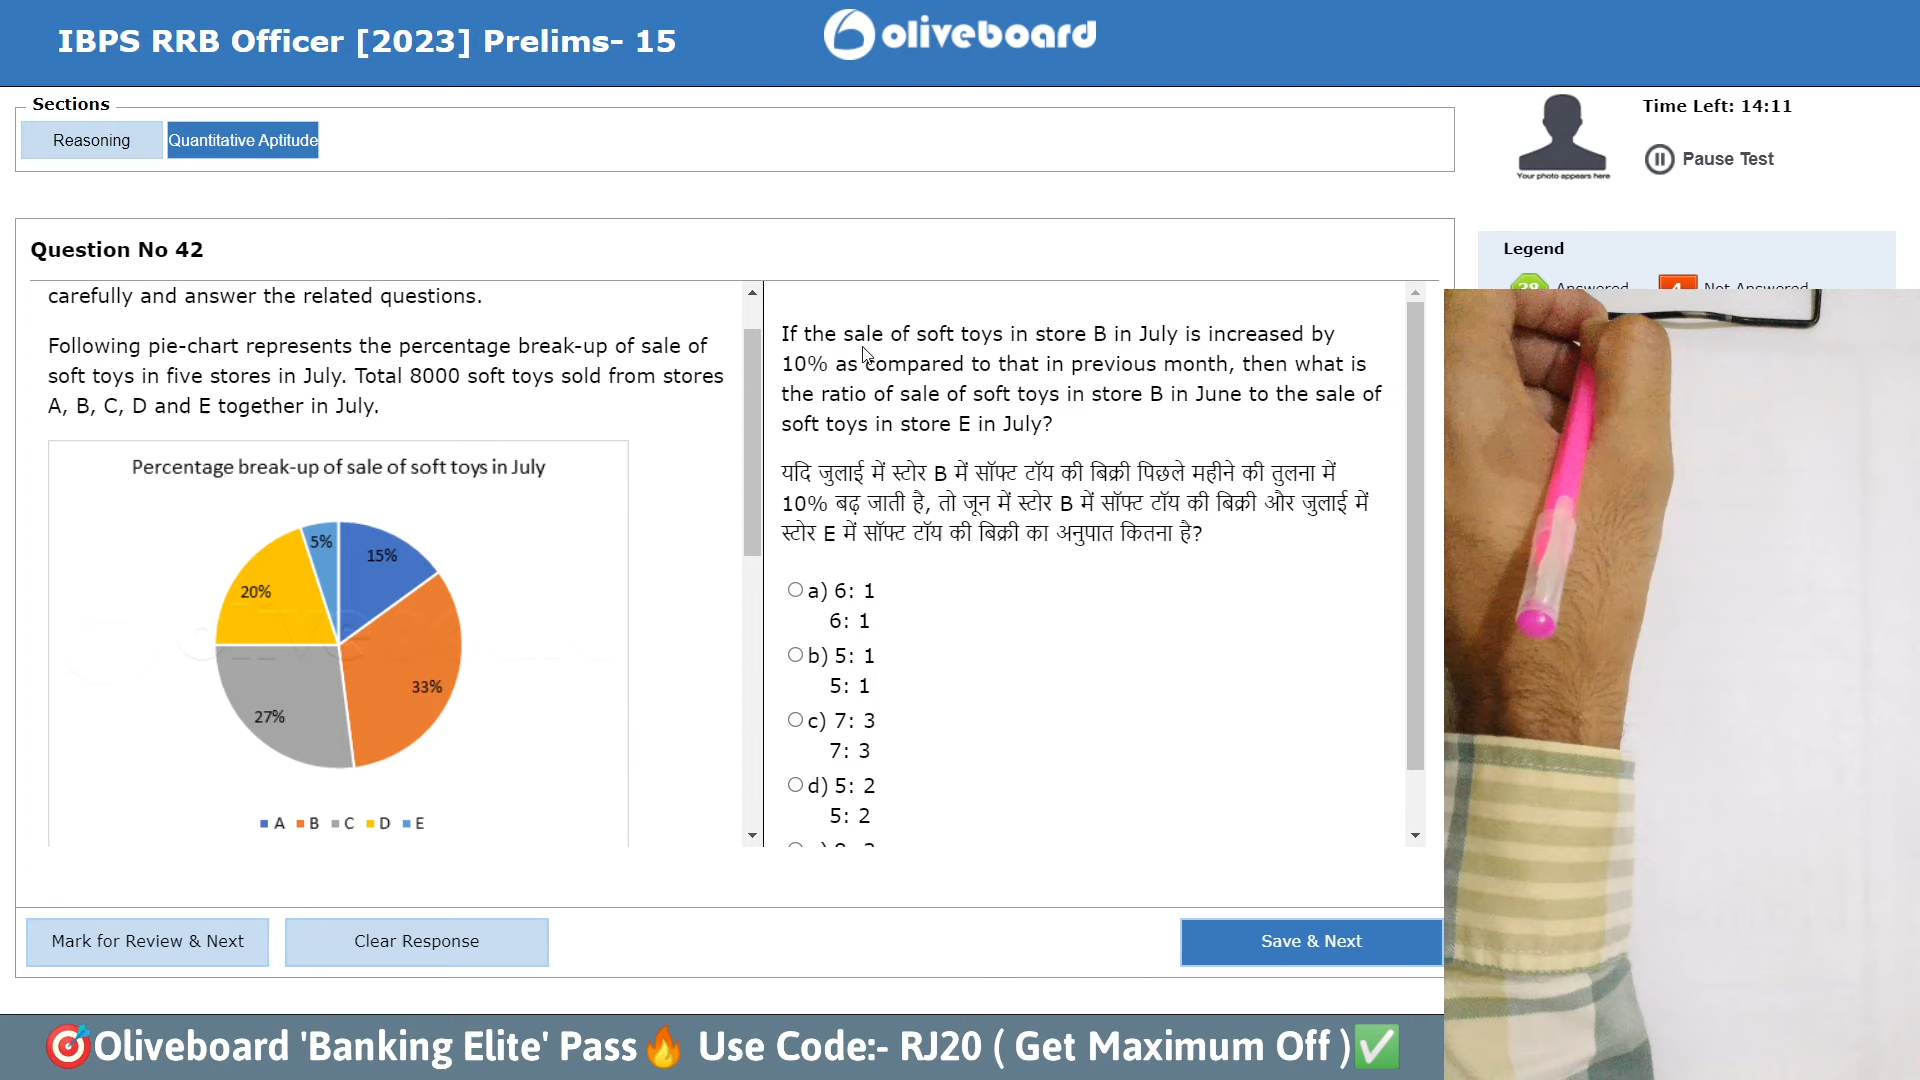 IBPS RRB Officer [2023] Prelims- 15
oliveboard
Sections
Reasoning
Quantitative Aptitude
Your photo appears here
Time Left: 14:11
Pause Test
Question No 42
Legend
carefully and answer the related questions.
Following pie-chart represents the percentage break-up of sale of
soft toys in five stores in July. Total 8000 soft toys sold from stores
A, B, C, D and E together in July.
Percentage break-up of sale of soft toys in July
5%
15%
20%
33%
27%
A B C D E
If the sale of soft toys in store B in July is increased by
10% as compared to that in previous month, then what is
the ratio of sale of soft toys in store B in June to the sale of
soft toys in store E in July?
यदि जुलाई में स्टोर B में सॉफ्ट टॉय की बिक्री पिछले महीने की तुलना में
10% बढ़ जाती है, तो जून में स्टोर B में सॉफ्ट टॉय की बिक्री और जुलाई में
स्टोर E में सॉफ्ट टॉय की बिक्री का अनुपात कितना है?
a) 6: 1
6: 1
b) 5: 1
5: 1
c) 7: 3
7: 3
d) 5: 2
5: 2
Mark for Review & Next
Clear Response
Save & Next
Oliveboard 'Banking Elite' Pass Use Code:- RJ20 ( Get Maximum Off )